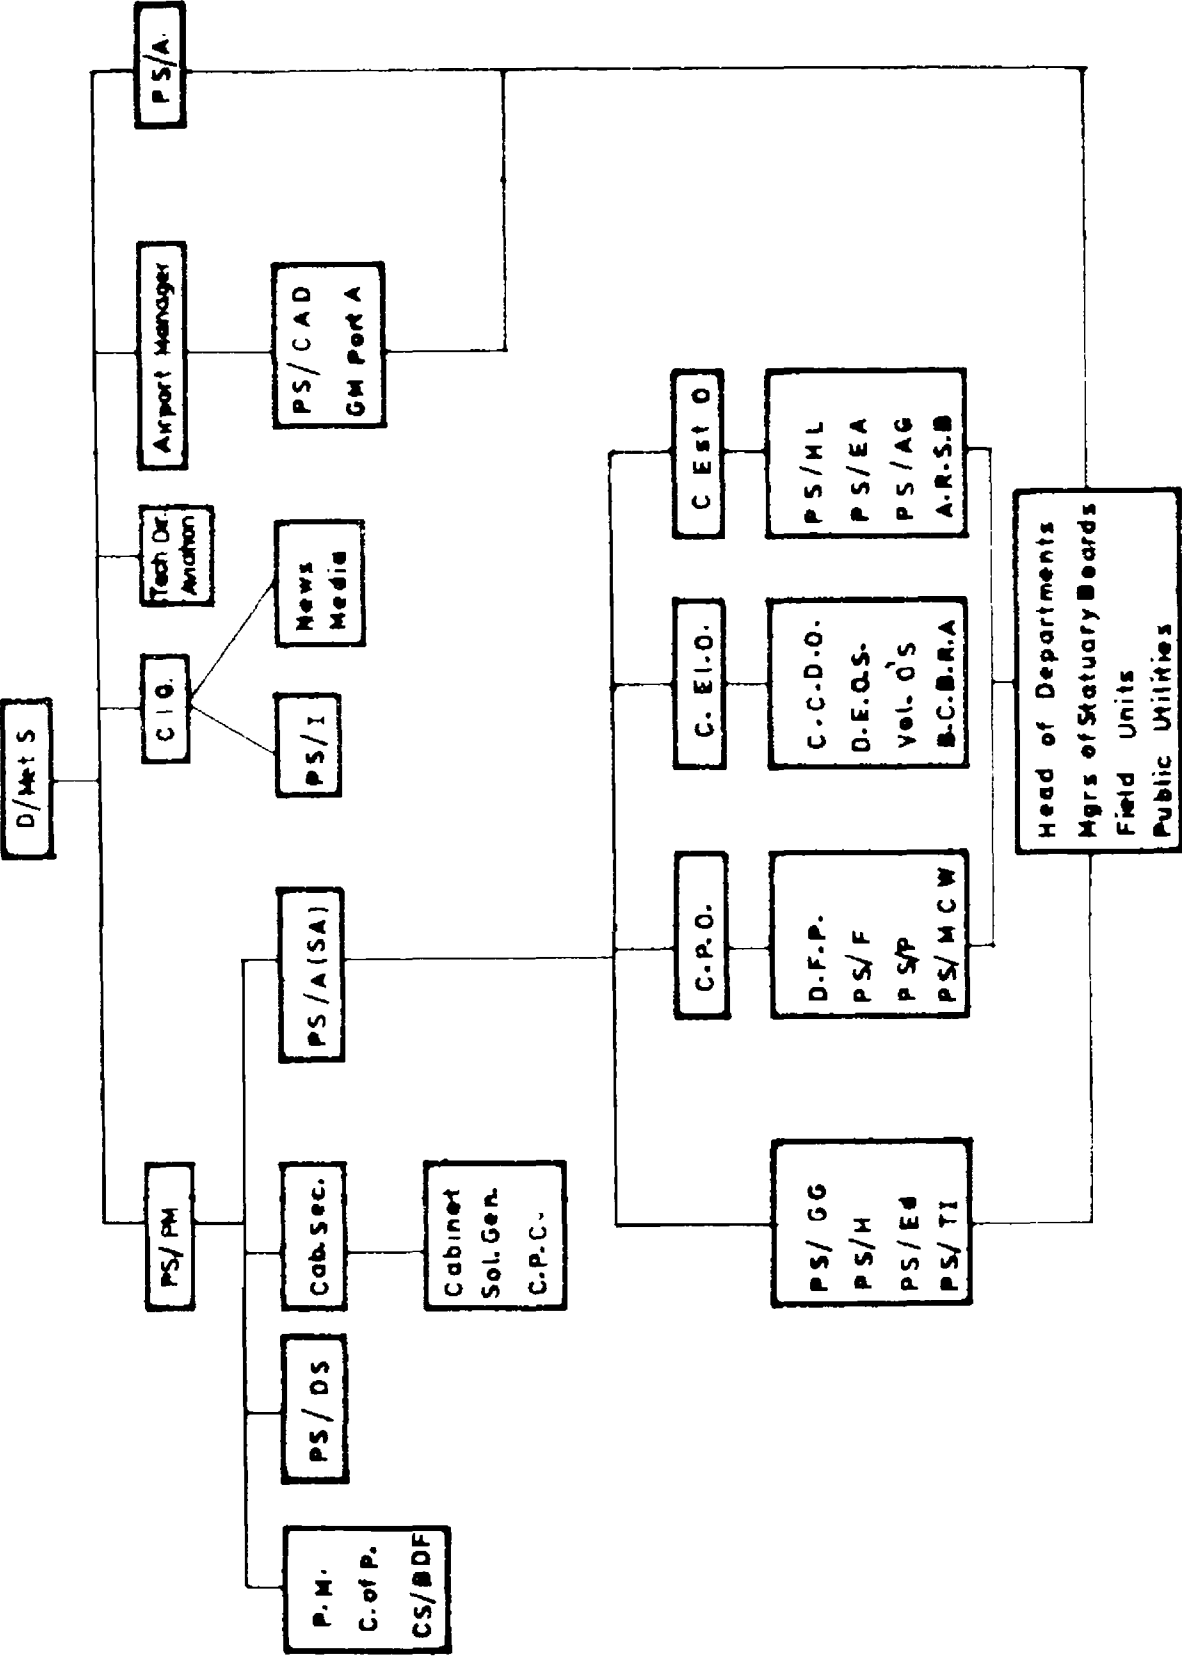 D/Met S
PS/PM
C I O.
Tech Dir.
Aviation
Airport Manager
PS/A.
P.M.
C. of P.
CS/BDF
PS/DS
Cab. Sec.
PS/A(SA)
PS/I
News
Media
PS/CAD
GM Port A
Cabinet
Sol. Gen.
C.P.C.
C.P.O.
C. El.O.
C Est O
PS/GG
PS/H
PS/Ed
PS/TI
D.F.P.
PS/F
PS/P
PS/MCW
C.C.D.O.
D.E.O.S.
Vol. O'S
B.C.B.R.A
PS/HL
PS/EA
PS/AG
A.R.S.B
Head of Departments
Mgrs of Statuary Boards
Field Units
Public Utilities